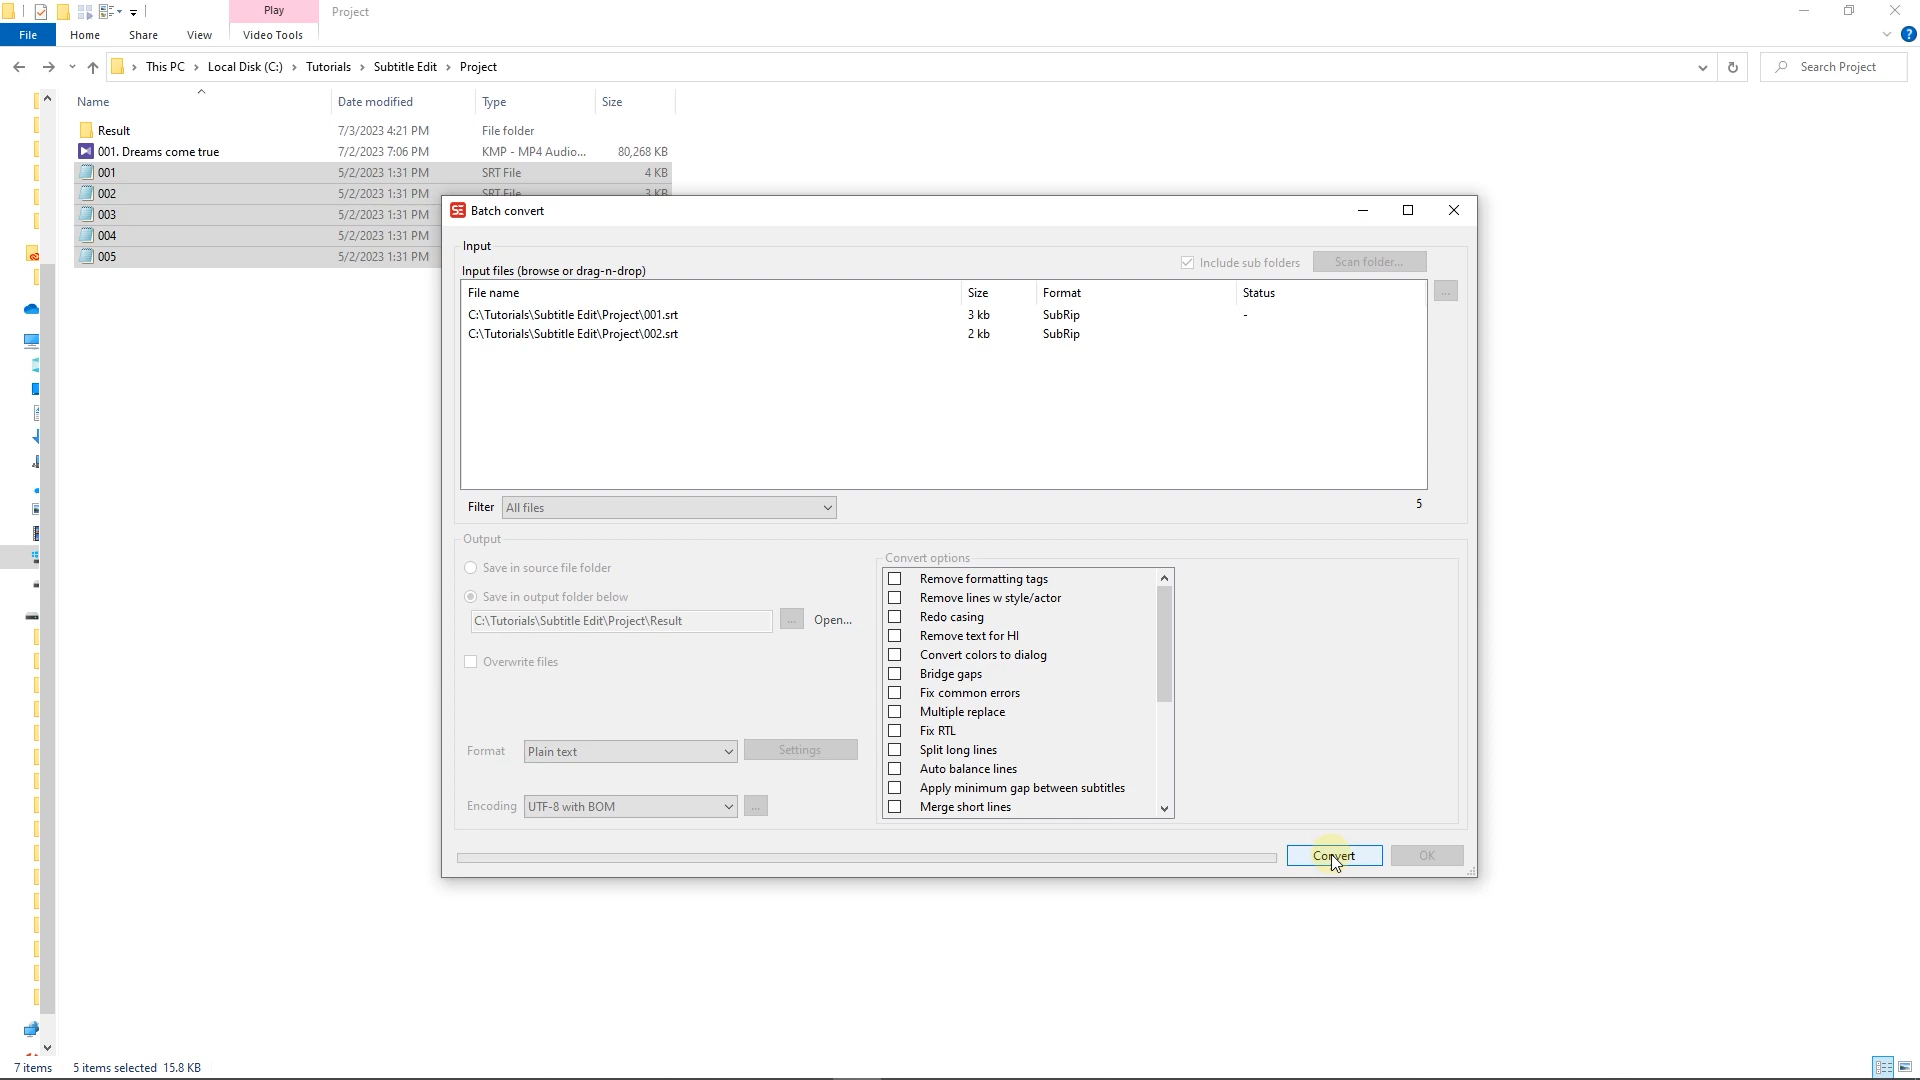 Play Project
File Home Share View Video Tools
This PC Local Disk (C:) Tutorials Subtitle Edit Project
Search Project
Name Date modified Type Size
Result 7/3/2023 4:21 PM File folder
001. Dreams come true 7/2/2023 7:06 PM KMP - MP4 Audio... 80,268 KB
001 5/2/2023 1:31 PM SRT File 4 KB
002 5/2/2023 1:31 PM SRT File 3 KB
003 5/2/2023 1:31 PM
004 5/2/2023 1:31 PM
005 5/2/2023 1:31 PM
SE Batch convert
Input
Input files (browse or drag-n-drop)
Include sub folders Scan folder...
File name Size Format Status
C:\Tutorials\Subtitle Edit\Project\001.srt 3 kb SubRip -
C:\Tutorials\Subtitle Edit\Project\002.srt 2 kb SubRip
...
Filter All files 5
Output
Save in source file folder
Save in output folder below
C:\Tutorials\Subtitle Edit\Project\Result ... Open...
Overwrite files
Format Plain text Settings
Encoding UTF-8 with BOM ...
Convert options
Remove formatting tags
Remove lines w style/actor
Redo casing
Remove text for HI
Convert colors to dialog
Bridge gaps
Fix common errors
Multiple replace
Fix RTL
Split long lines
Auto balance lines
Apply minimum gap between subtitles
Merge short lines
Convert OK
7 items 5 items selected 15.8 KB